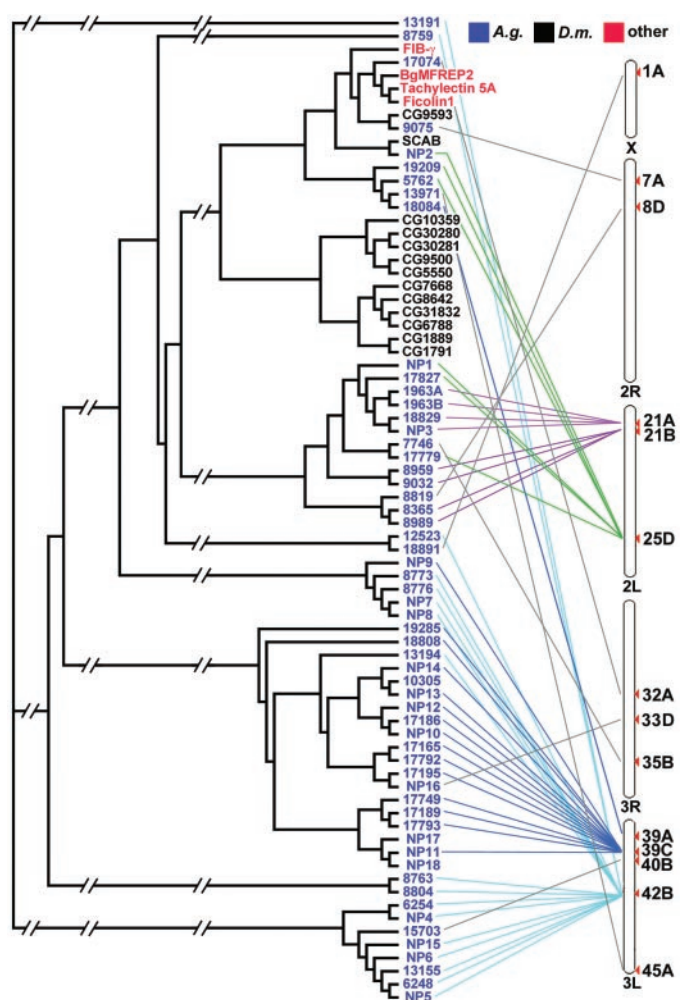 A.g. D.m. other
13191
8759
FIB-γ
17074
BgMFREP2
Tachylectin 5A
Ficolin1
CG9593
9075
SCAB
NP2
19209
5762
13971
18084
CG10359
CG30280
CG30281
CG9500
CG5550
CG7668
CG8642
CG31832
CG6788
CG1889
CG1791
NP1
17827
1963A
1963B
18829
NP3
7746
17779
8959
9032
8819
8365
8989
12523
18891
NP9
8773
8776
NP7
NP8
19285
18808
13194
NP14
10305
NP13
NP12
17186
NP10
17165
17792
17195
NP16
17749
17189
17793
NP17
NP11
NP18
8763
8804
6254
NP4
15703
NP15
NP6
13155
6248
NP5
1A
X
7A
8D
2R
21A
21B
25D
2L
32A
33D
35B
3R
39A
39C
40B
42B
45A
3L